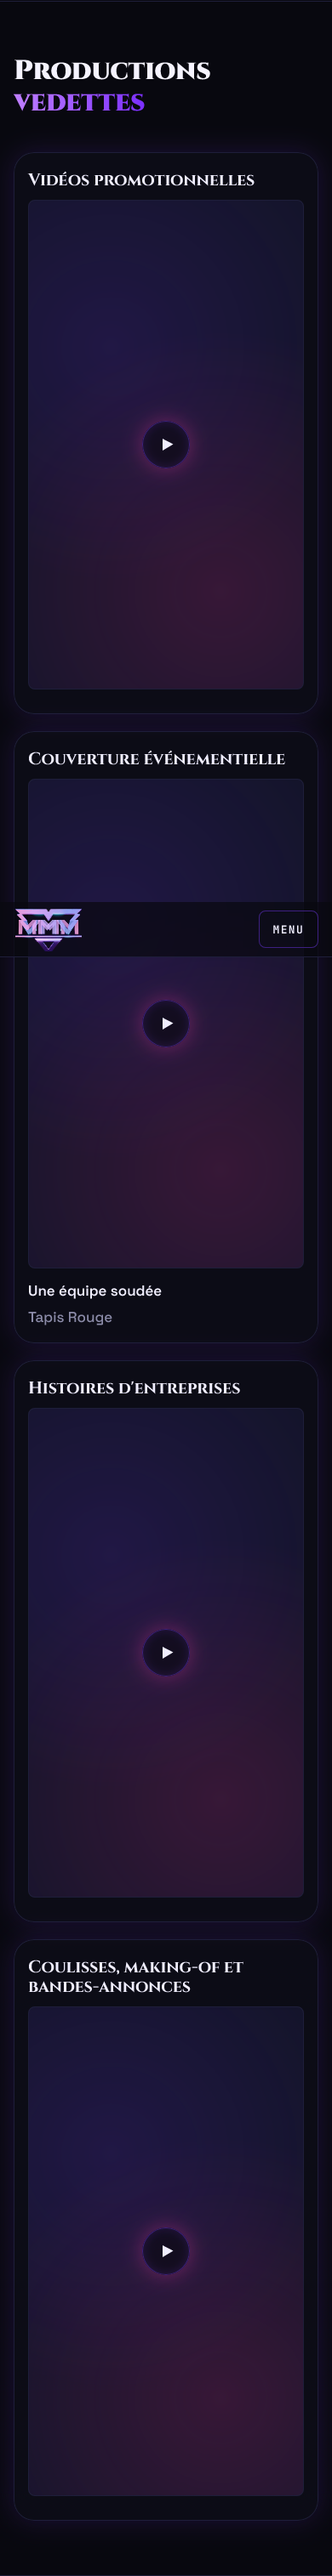 Productions
vedettes
Vidéos promotionnelles
Couverture événementielle
MMM
MENU
Une équipe soudée
Tapis Rouge
Histoires d'entreprises
Coulisses, making-of et
bandes-annonces